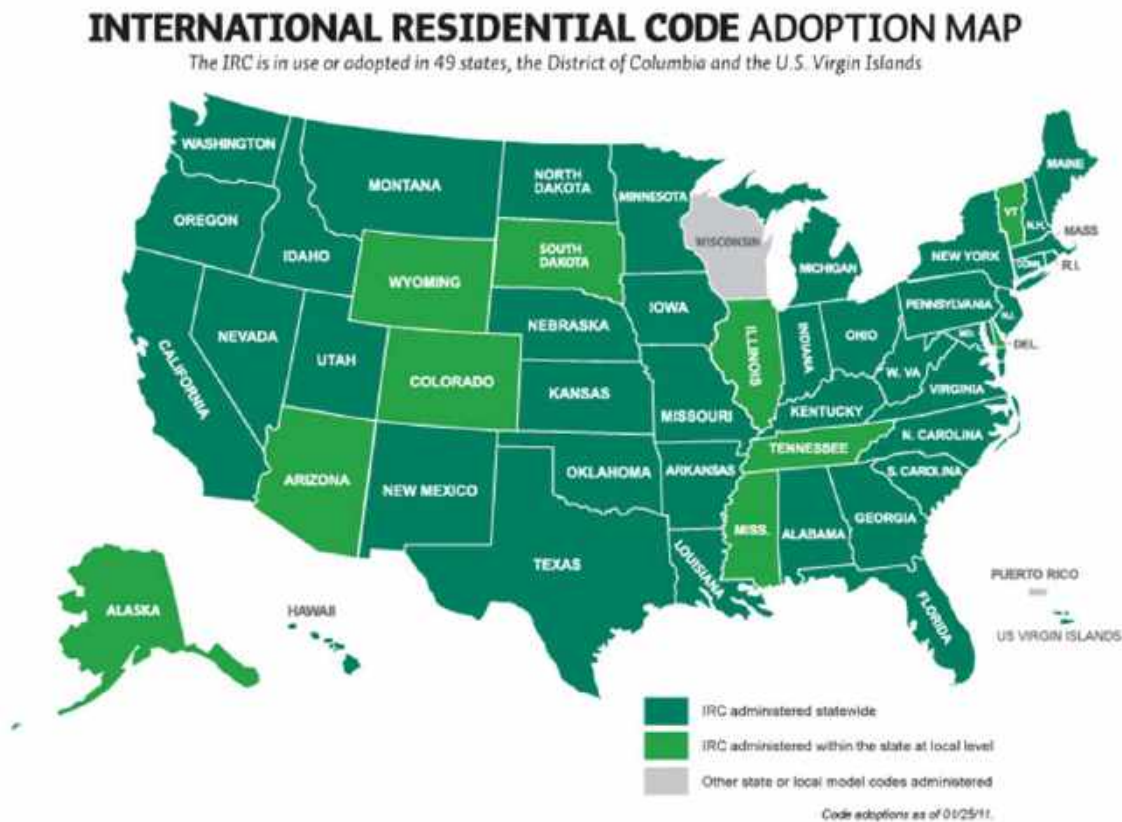 INTERNATIONAL RESIDENTIAL CODE ADOPTION MAP
The IRC is in use or adopted in 49 states, the District of Columbia and the U.S. Virgin Islands
WASHINGTON
MONTANA
NORTH
DAKOTA
MINNESOTA
MAINE
OREGON
IDAHO
WYOMING
SOUTH
DAKOTA
WISCONSIN
MICHIGAN
VT
N.H.
MASS
NEW YORK
CONN
R.I.
NEVADA
UTAH
COLORADO
NEBRASKA
IOWA
ILLINOIS
INDIANA
OHIO
PENNSYLVANIA
N.J.
MD.
DEL.
CALIFORNIA
KANSAS
MISSOURI
KENTUCKY
W. VA
VIRGINIA
ARIZONA
NEW MEXICO
OKLAHOMA
ARKANSAS
TENNESSEE
N. CAROLINA
S. CAROLINA
TEXAS
LOUISIANA
MISS.
ALABAMA
GEORGIA
FLORIDA
ALASKA
HAWAII
PUERTO RICO
US VIRGIN ISLANDS
IRC administered statewide
IRC administered within the state at local level
Other state or local model codes administered
Code adoptions as of 01/25/11.